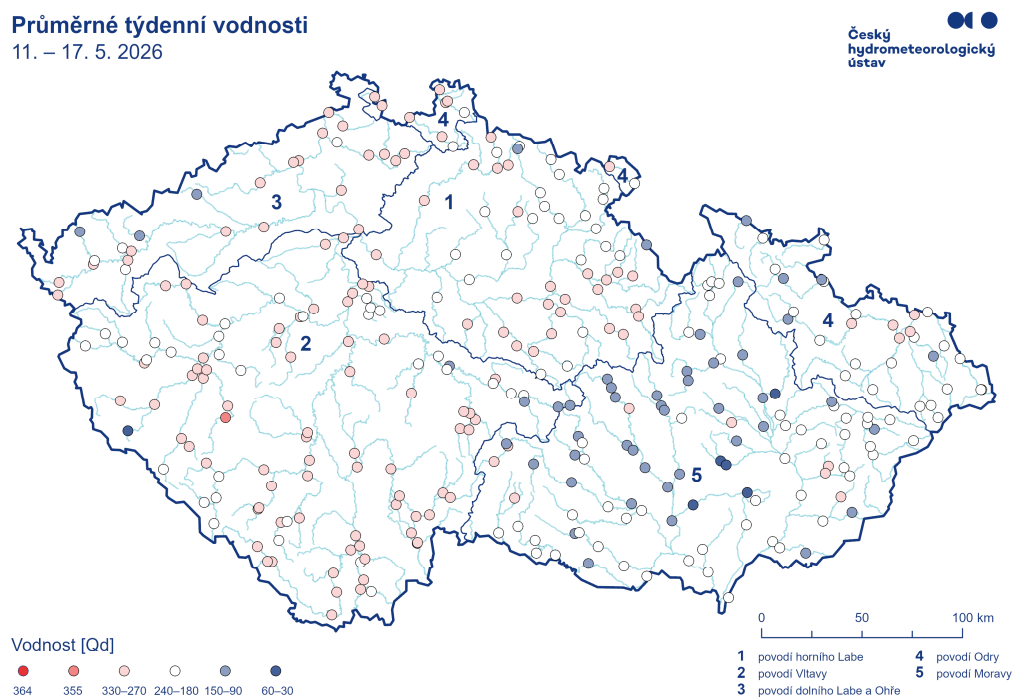 Průměrné týdenní vodnosti
11. – 17. 5. 2026
Český
hydrometeorologický
ústav
4
4
3
1
2
4
5
Vodnost [Qd]
364 355 330–270 240–180 150–90 60–30
0 50 100 km
1 povodí horního Labe
2 povodí Vltavy
3 povodí dolního Labe a Ohře
4 povodí Odry
5 povodí Moravy